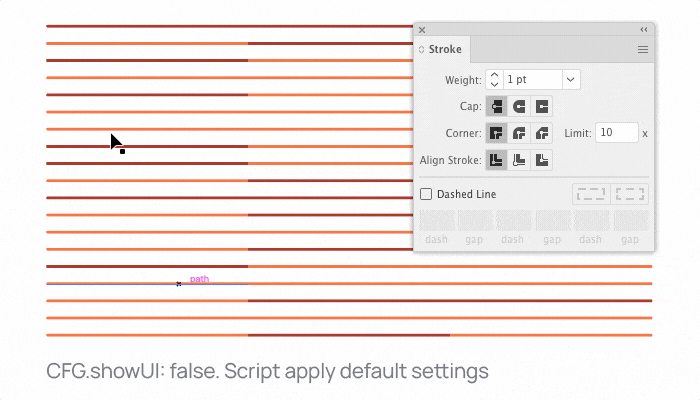 Stroke
Weight: 1 pt
Cap:
Corner: Limit: 10 x
Align Stroke:
Dashed Line
dash gap dash gap dash gap
path
CFG.showUI: false. Script apply default settings